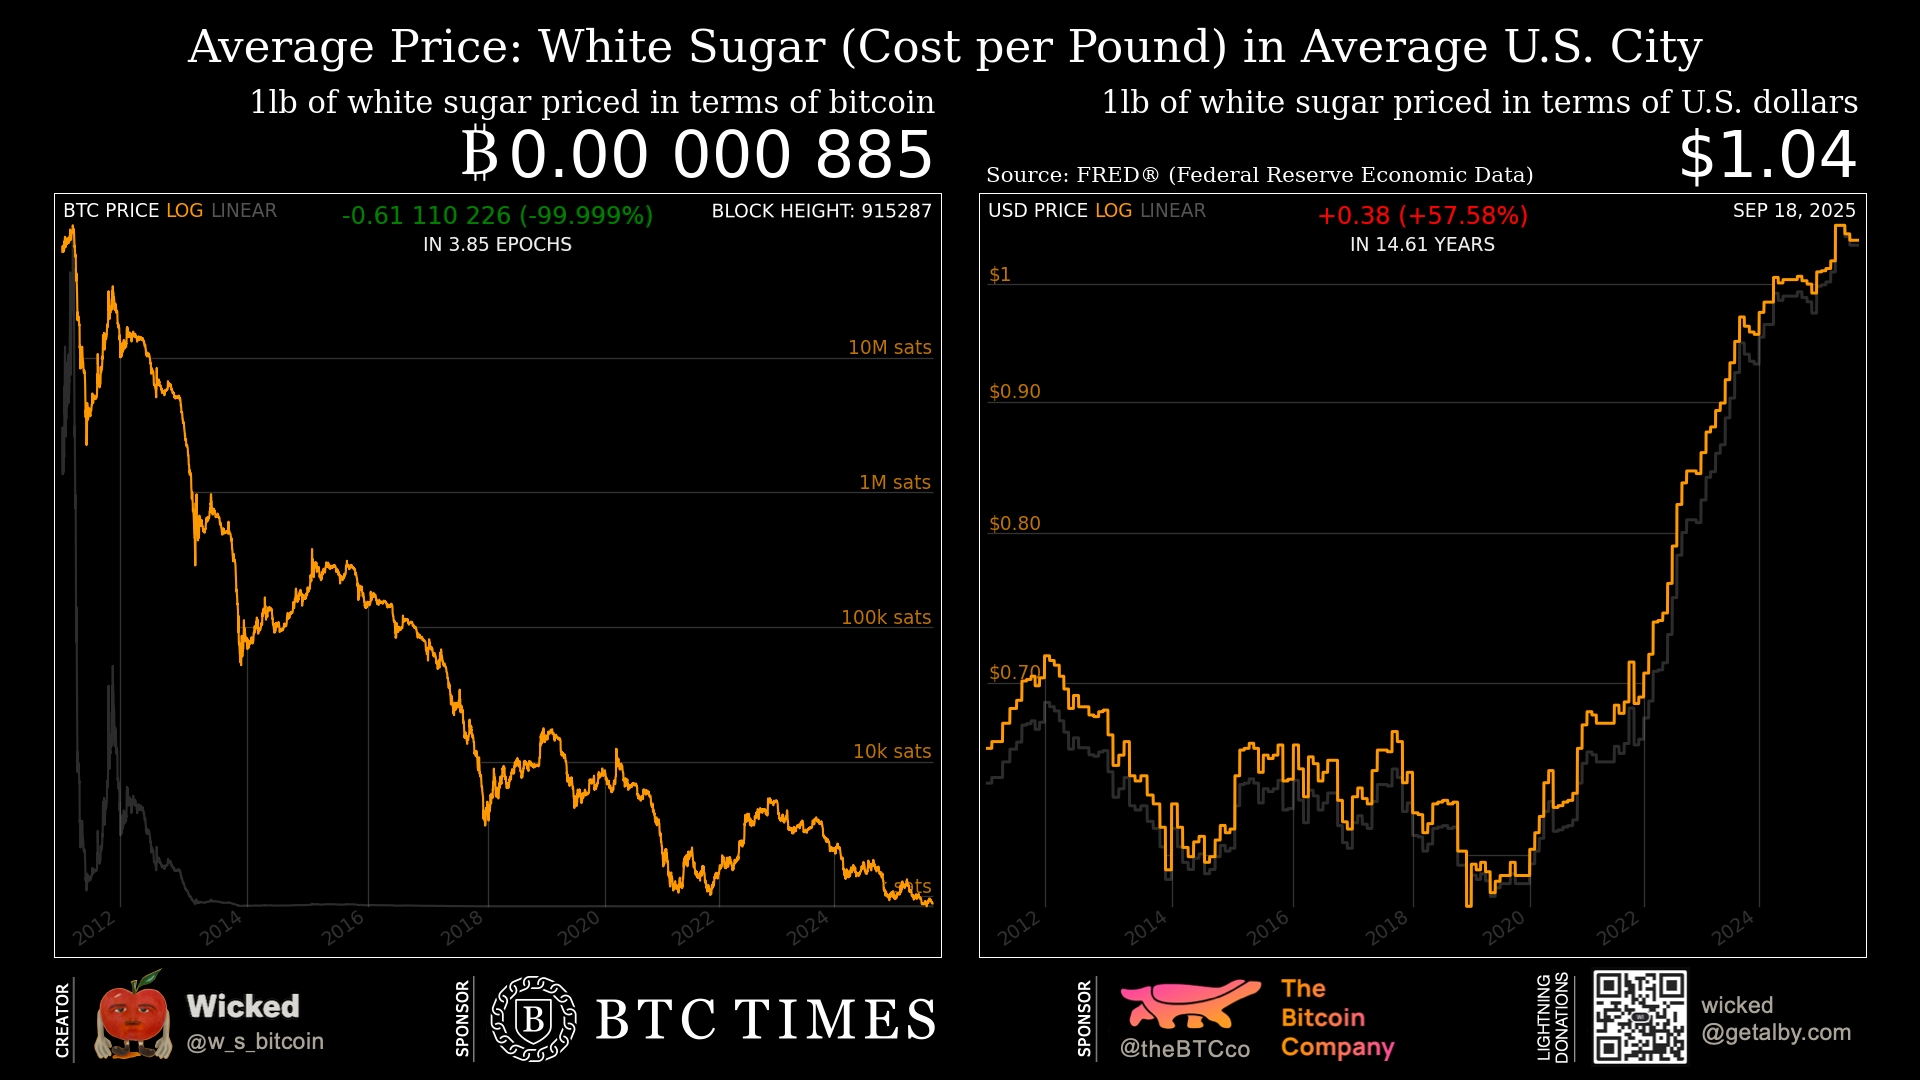 Average Price: White Sugar (Cost per Pound) in Average U.S. City
1lb of white sugar priced in terms of bitcoin
₿0.00 000 885
1lb of white sugar priced in terms of U.S. dollars
Source: FRED® (Federal Reserve Economic Data)
$1.04
BTC PRICE LOG LINEAR
-0.61 110 226 (-99.999%)
IN 3.85 EPOCHS
BLOCK HEIGHT: 915287
10M sats
1M sats
100k sats
10k sats
sats
2012
2014
2016
2018
2020
2022
2024
USD PRICE LOG LINEAR
+0.38 (+57.58%)
IN 14.61 YEARS
SEP 18, 2025
$1
$0.90
$0.80
$0.70
2012
2014
2016
2018
2020
2022
2024
CREATOR
Wicked
@w_s_bitcoin
SPONSOR
B
BTC TIMES
SPONSOR
@theBTCco
The
Bitcoin
Company
LIGHTNING
DONATIONS
wicked
@getalby.com